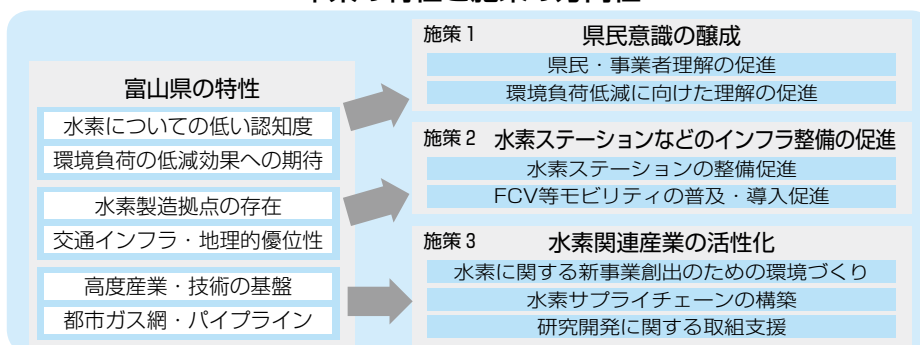 富山県の特性
水素についての低い認知度
環境負荷の低減効果への期待
水素製造拠点の存在
交通インフラ・地理的優位性
高度産業・技術の基盤
都市ガス網・パイプライン
施策1 県民意識の醸成
県民・事業者理解の促進
環境負荷低減に向けた理解の促進
施策2 水素ステーションなどのインフラ整備の促進
水素ステーションの整備促進
FCV等モビリティの普及・導入促進
施策3 水素関連産業の活性化
水素に関する新事業創出のための環境づくり
水素サプライチェーンの構築
研究開発に関する取組支援